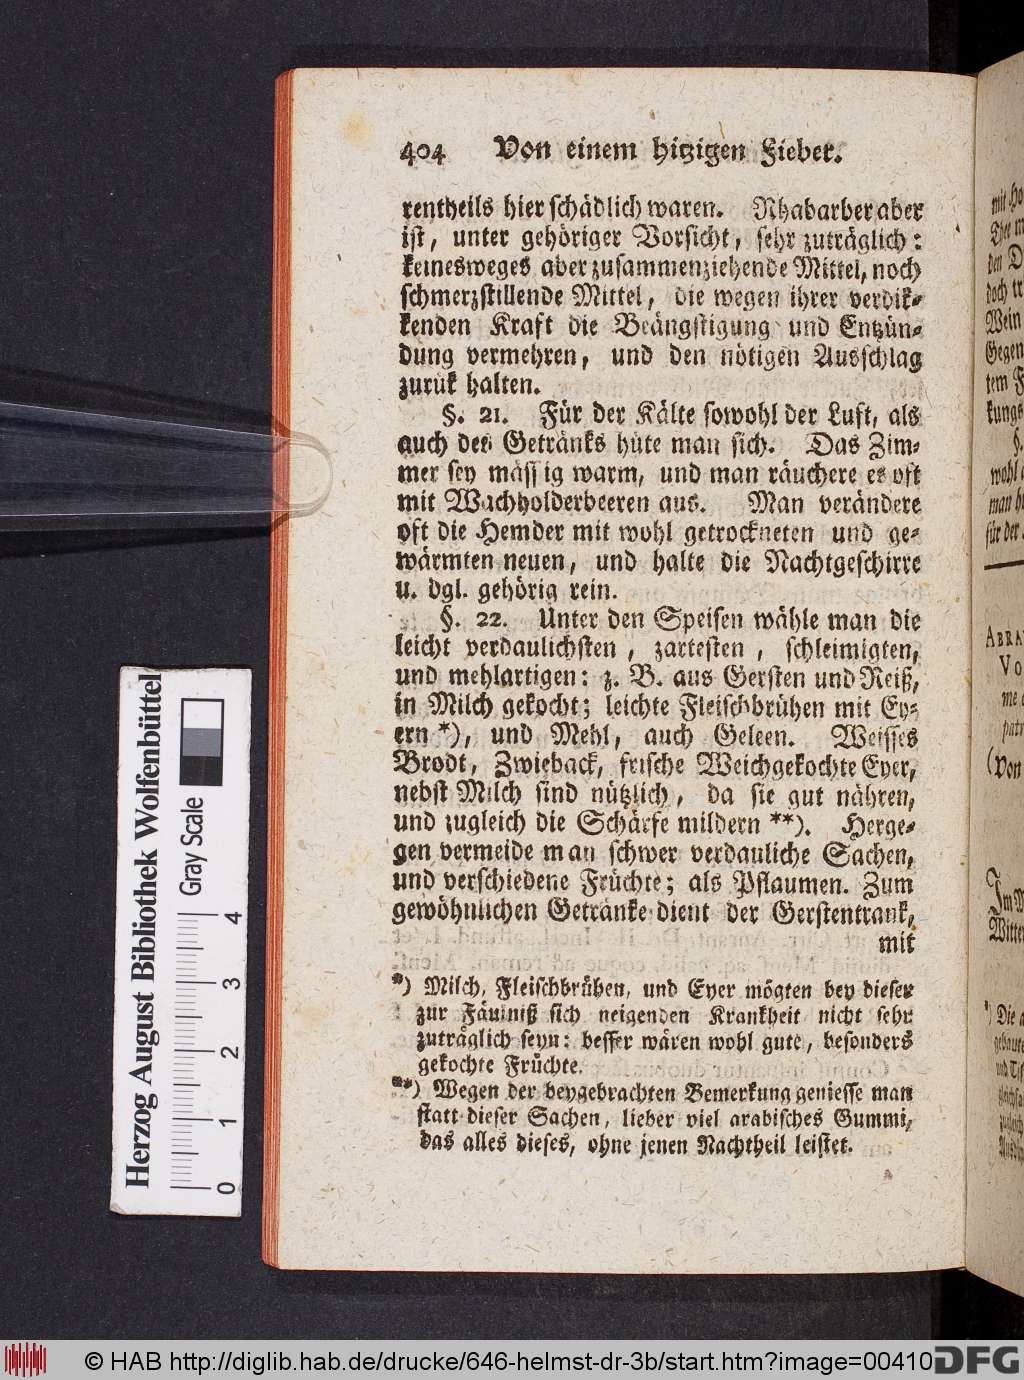 404 Von einem hitzigen Fieber.
rentheils hier schädlich waren. Rhabarber aber
ist, unter gehöriger Vorsicht, sehr zuträglich:
keinesweges aber zusammenziehende Mittel, noch
schmerzstillende Mittel, die wegen ihrer verdik-
kenden Kraft die Beängstigung und Entzün-
dung vermehren, und den nötigen Ausschlag
zurük halten.
§. 21. Für der Kälte sowohl der Luft, als
auch des Getränks hüte man sich. Das Zim-
mer sey mässig warm, und man räuchere es oft
mit Wachholderbeeren aus. Man verändere
oft die Hemder mit wohl getrockneten und ge-
wärmten neuen, und halte die Nachtgeschirre
u. dgl. gehörig rein.
§. 22. Unter den Speisen wähle man die
leicht verdaulichsten, zartesten, schleimigten,
und mehlartigen: z. B. aus Gersten und Reiß,
in Milch gekocht; leichte Fleischbrühen mit Ey-
ern *), und Mehl, auch Geleen. Weisses
Brodt, Zwieback, frische Weichgekochte Eyer,
nebst Milch sind nützlich, da sie gut nähren,
und zugleich die Schärfe mildern **). Herge-
gen vermeide man schwer verdauliche Sachen,
und verschiedene Früchte; als Pflaumen. Zum
gewöhnlichen Getränke dient der Gerstentrank,
mit
*) Milch, Fleischbrühen, und Eyer mögten bey dieser
zur Fäulniß sich neigenden Krankheit nicht sehr
zuträglich seyn: besser wären wohl gute, besonders
gekochte Früchte.
**) Wegen der beygebrachten Bemerkung geniesse man
statt dieser Sachen, lieber viel arabisches Gummi,
das alles dieses, ohne jenen Nachtheil leistet.
Herzog August Bibliothek Wolfenbüttel
Gray Scale
0 1 2 3 4
© HAB http://diglib.hab.de/drucke/646-helmst-dr-3b/start.htm?image=00410
DFG